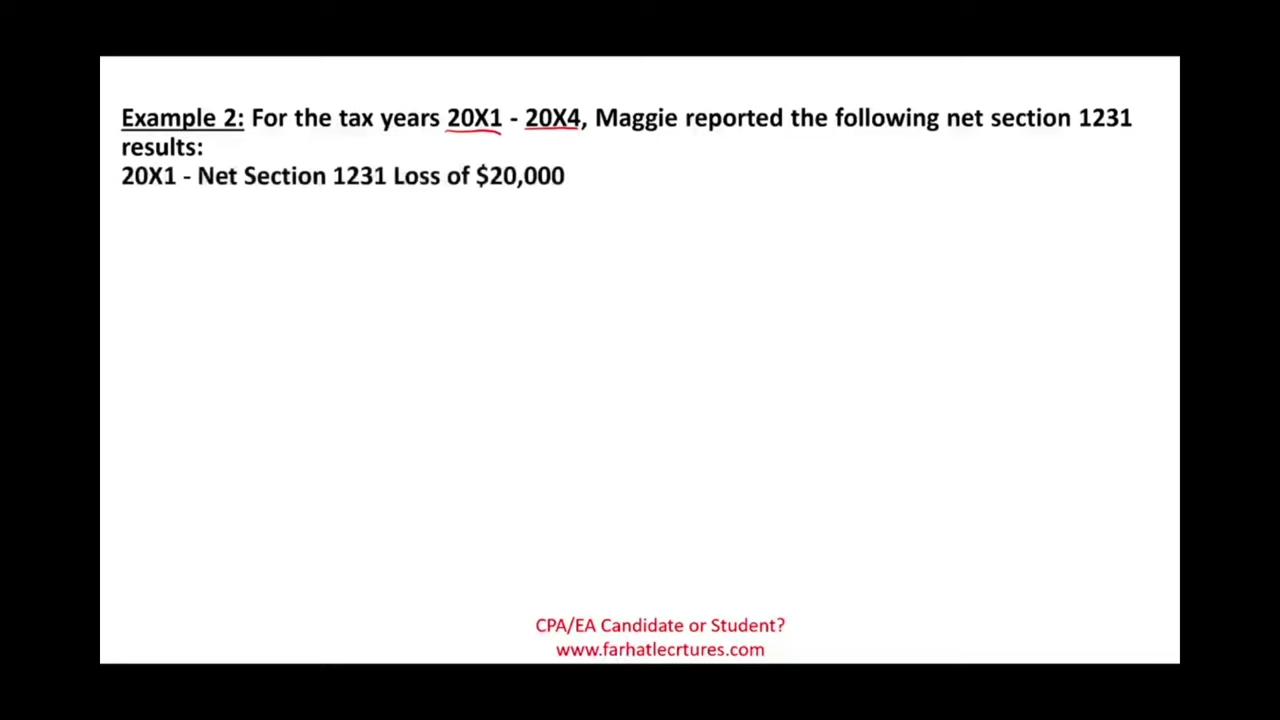 Example 2: For the tax years 20X1 - 20X4, Maggie reported the following net section 1231
results:
20X1 - Net Section 1231 Loss of $20,000
CPA/EA Candidate or Student?
www.farhatlecrtures.com